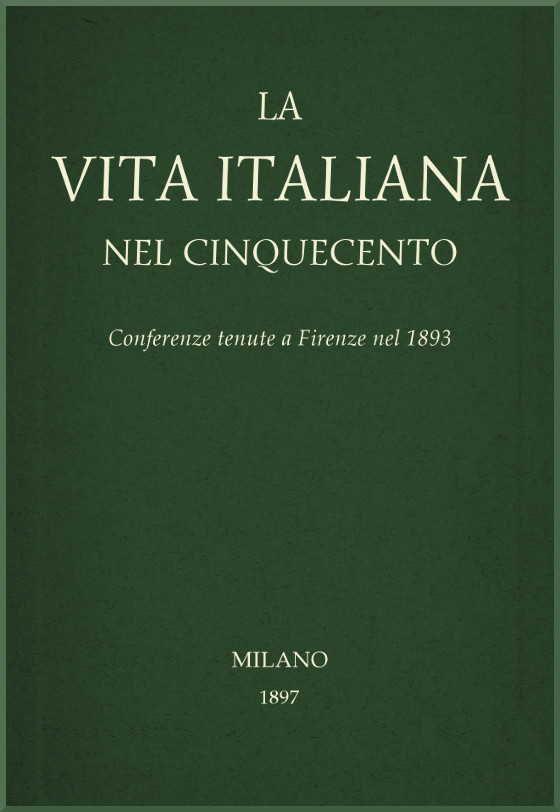 LA
VITA ITALIANA
NEL CINQUECENTO
Conferenze tenute a Firenze nel 1893
MILANO
1897